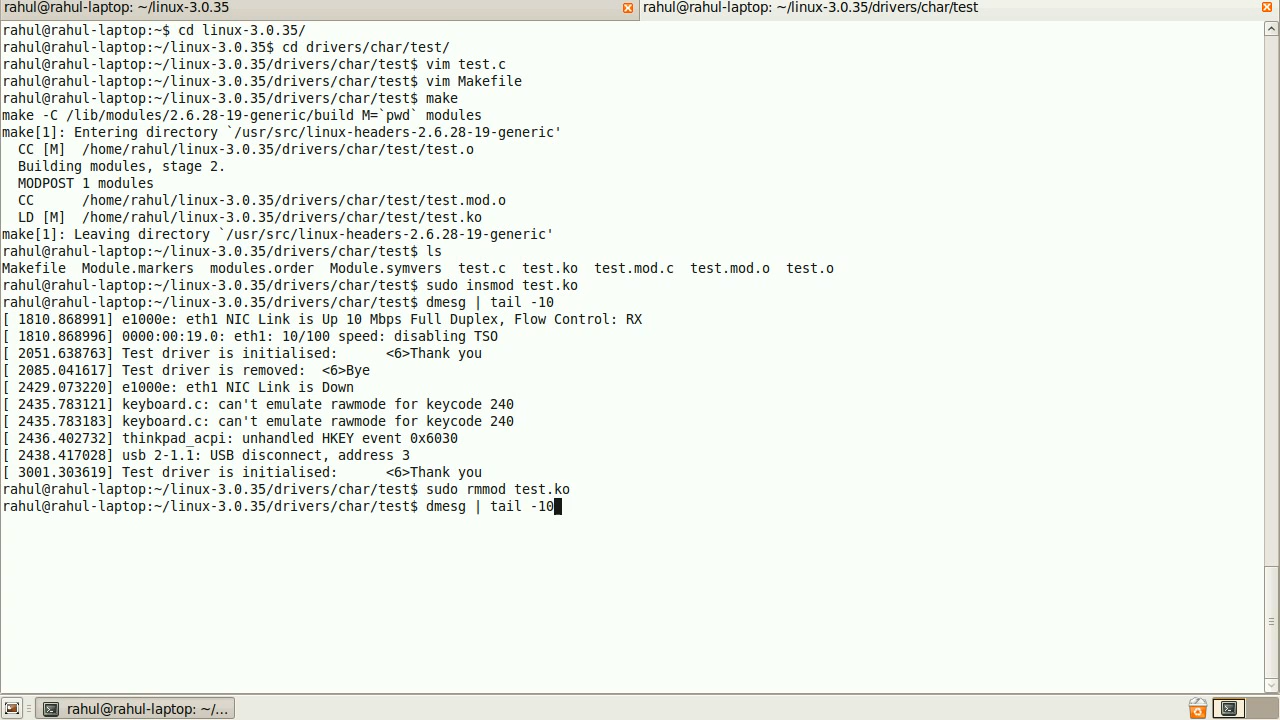 rahul@rahul-laptop: ~/linux-3.0.35
rahul@rahul-laptop: ~/linux-3.0.35/drivers/char/test
rahul@rahul-laptop:~$ cd linux-3.0.35/
rahul@rahul-laptop:~/linux-3.0.35$ cd drivers/char/test/
rahul@rahul-laptop:~/linux-3.0.35/drivers/char/test$ vim test.c
rahul@rahul-laptop:~/linux-3.0.35/drivers/char/test$ vim Makefile
rahul@rahul-laptop:~/linux-3.0.35/drivers/char/test$ make
make -C /lib/modules/2.6.28-19-generic/build M=`pwd` modules
make[1]: Entering directory `/usr/src/linux-headers-2.6.28-19-generic'
  CC [M]  /home/rahul/linux-3.0.35/drivers/char/test/test.o
  Building modules, stage 2.
  MODPOST 1 modules
  CC      /home/rahul/linux-3.0.35/drivers/char/test/test.mod.o
  LD [M]  /home/rahul/linux-3.0.35/drivers/char/test/test.ko
make[1]: Leaving directory `/usr/src/linux-headers-2.6.28-19-generic'
rahul@rahul-laptop:~/linux-3.0.35/drivers/char/test$ ls
Makefile  Module.markers  modules.order  Module.symvers  test.c  test.ko  test.mod.c  test.mod.o  test.o
rahul@rahul-laptop:~/linux-3.0.35/drivers/char/test$ sudo insmod test.ko
rahul@rahul-laptop:~/linux-3.0.35/drivers/char/test$ dmesg | tail -10
[ 1810.868991] e1000e: eth1 NIC Link is Up 10 Mbps Full Duplex, Flow Control: RX
[ 1810.868996] 0000:00:19.0: eth1: 10/100 speed: disabling TSO
[ 2051.638763] Test driver is initialised:      <6>Thank you
[ 2085.041617] Test driver is removed:  <6>Bye
[ 2429.073220] e1000e: eth1 NIC Link is Down
[ 2435.783121] keyboard.c: can't emulate rawmode for keycode 240
[ 2435.783183] keyboard.c: can't emulate rawmode for keycode 240
[ 2436.402732] thinkpad_acpi: unhandled HKEY event 0x6030
[ 2438.417028] usb 2-1.1: USB disconnect, address 3
[ 3001.303619] Test driver is initialised:      <6>Thank you
rahul@rahul-laptop:~/linux-3.0.35/drivers/char/test$ sudo rmmod test.ko
rahul@rahul-laptop:~/linux-3.0.35/drivers/char/test$ dmesg | tail -10
rahul@rahul-laptop: ~/...